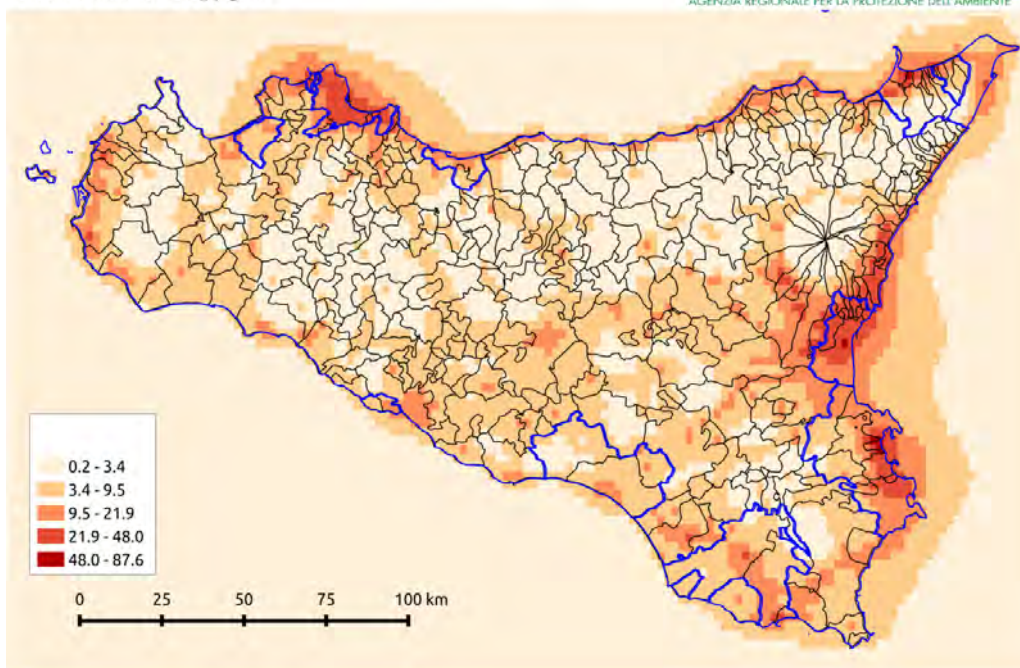 AGENZIA REGIONALE PER LA PROTEZIONE DELL'AMBIENTE
0.2 - 3.4
3.4 - 9.5
9.5 - 21.9
21.9 - 48.0
48.0 - 87.6
0 25 50 75 100 km